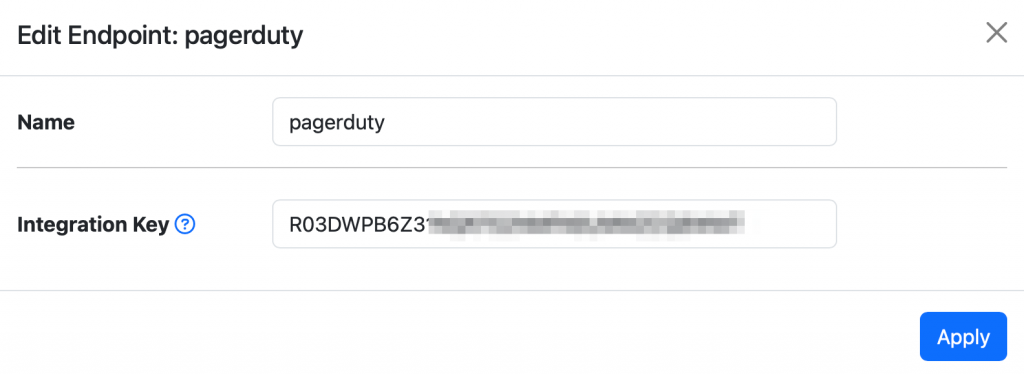 Edit Endpoint: pagerduty
Name
pagerduty
Integration Key ?
R03DWPB6Z3
Apply